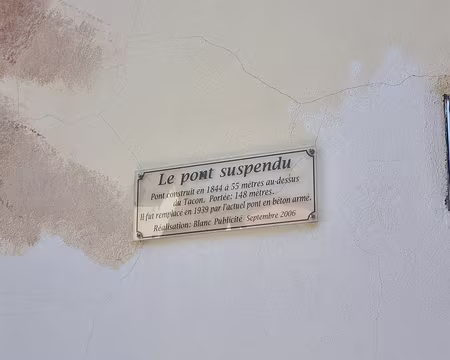 Le pont suspendu
Pont construit en 1844 à 55 mètres au-dessus
du Tacon. Portée: 148 mètres.
Il fut remplacé en 1939 par l'actuel pont en béton armé.
Réalisation: Blanc Publicité Septembre 2006